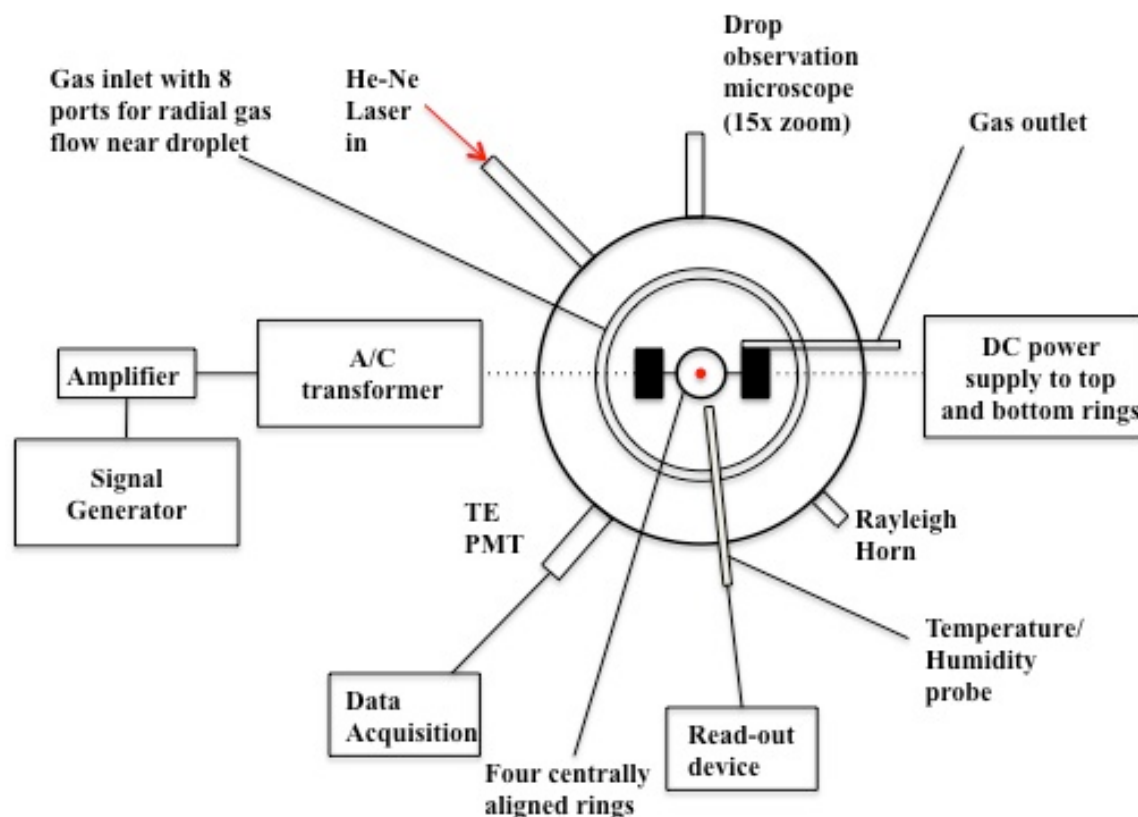 Gas inlet with 8
ports for radial gas
flow near droplet
He-Ne
Laser
in
Drop
observation
microscope
(15x zoom)
Gas outlet
Amplifier
A/C
transformer
DC power
supply to top
and bottom rings
Signal
Generator
TE
PMT
Rayleigh
Horn
Temperature/
Humidity
probe
Data
Acquisition
Four centrally
aligned rings
Read-out
device